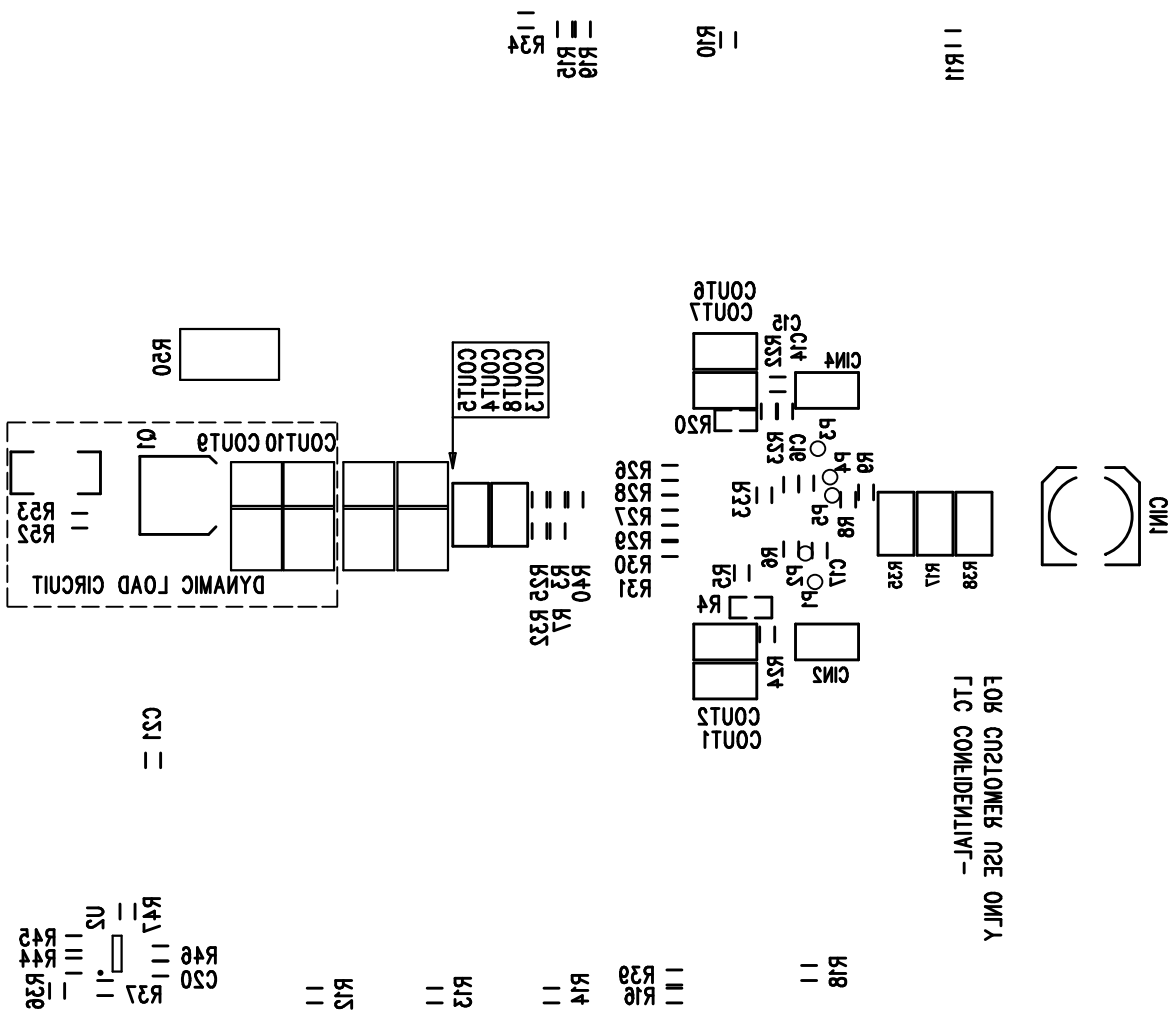 R34
R15
R19
R10
R11
COUT6
COUT7
C15
R22
C14
CIN4
R50
COUT5
COUT4
COUT8
COUT3
R20
R23
C16
P3
P4
R9
Q1
COUT9
COUT10
R26
R28
R27
R29
R30
R31
R33
P5
R8
CIN1
R53
R52
DYNAMIC LOAD CIRCUIT
R25
R3
R40
R32
R7
R6
P2
C17
R5
P1
R4
R35
R17
R38
R24
CIN2
COUT2
COUT1
LTC CONFIDENTIAL-
FOR CUSTOMER USE ONLY
C21
U2
R47
R45
R44
R46
C20
R36
R37
R12
R13
R14
R39
R16
R18